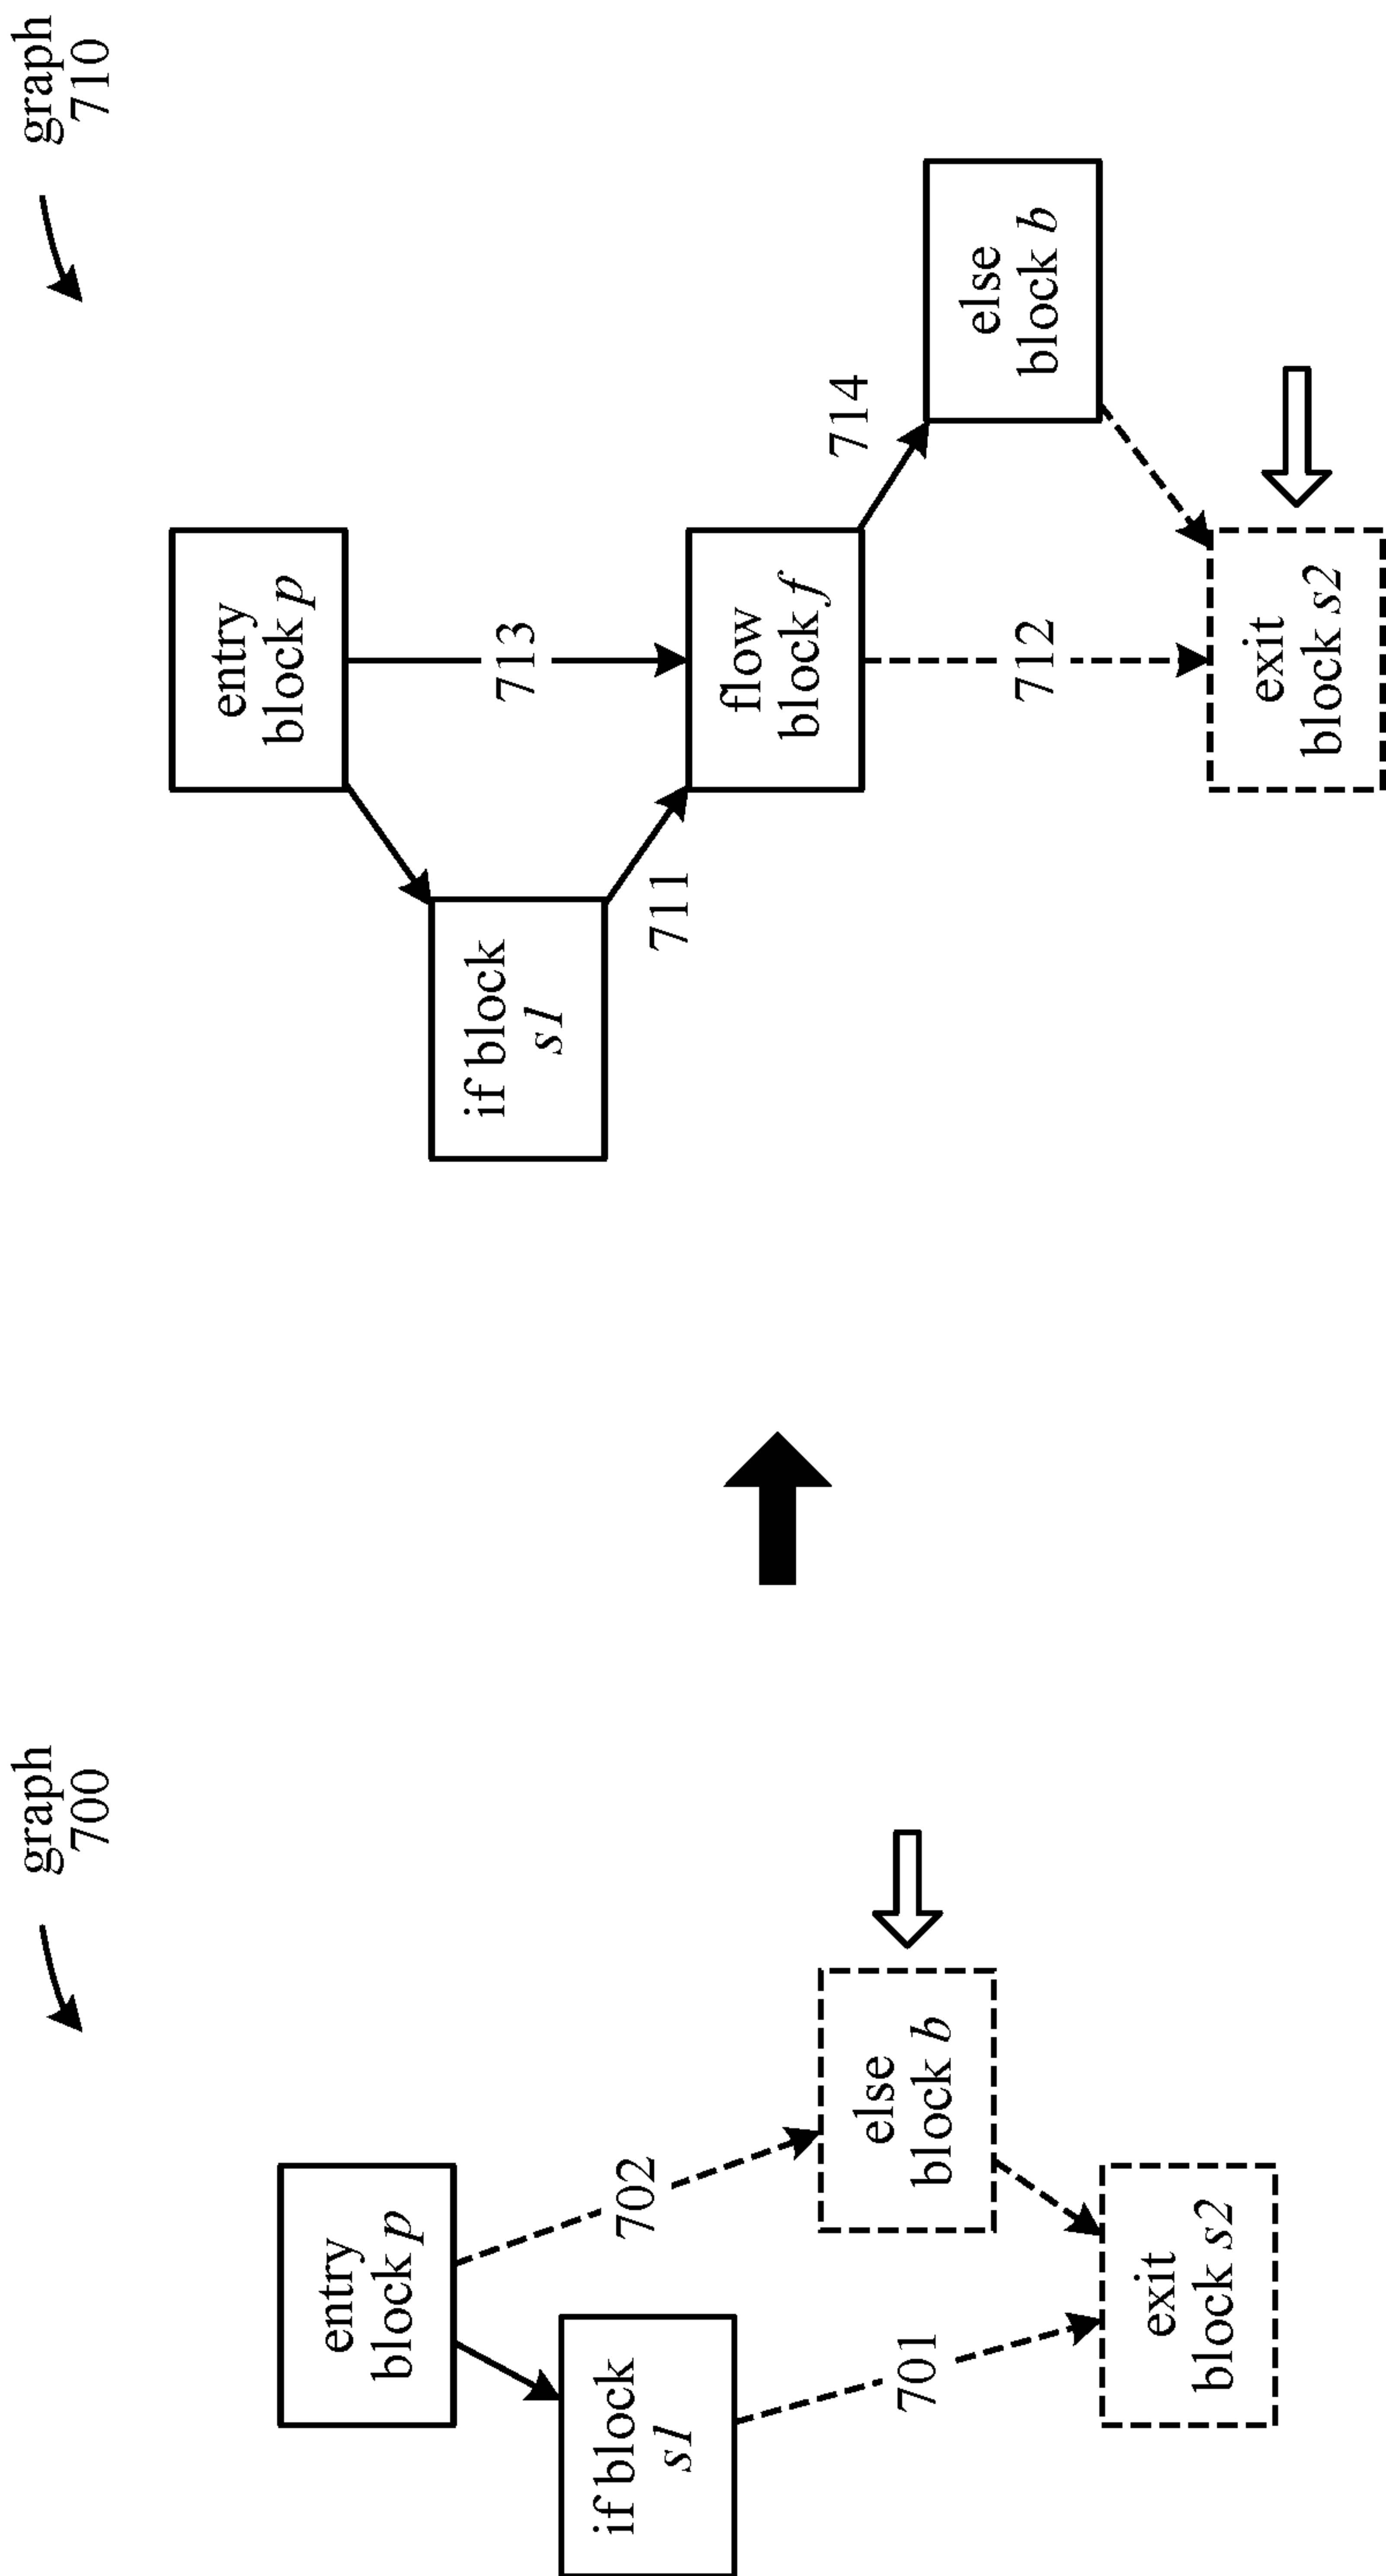 graph
700
entry
block p
702
if block
s1
else
block b
701
exit
block s2
graph
710
entry
block p
713
if block
s1
711
flow
block f
714
else
block b
712
exit
block s2